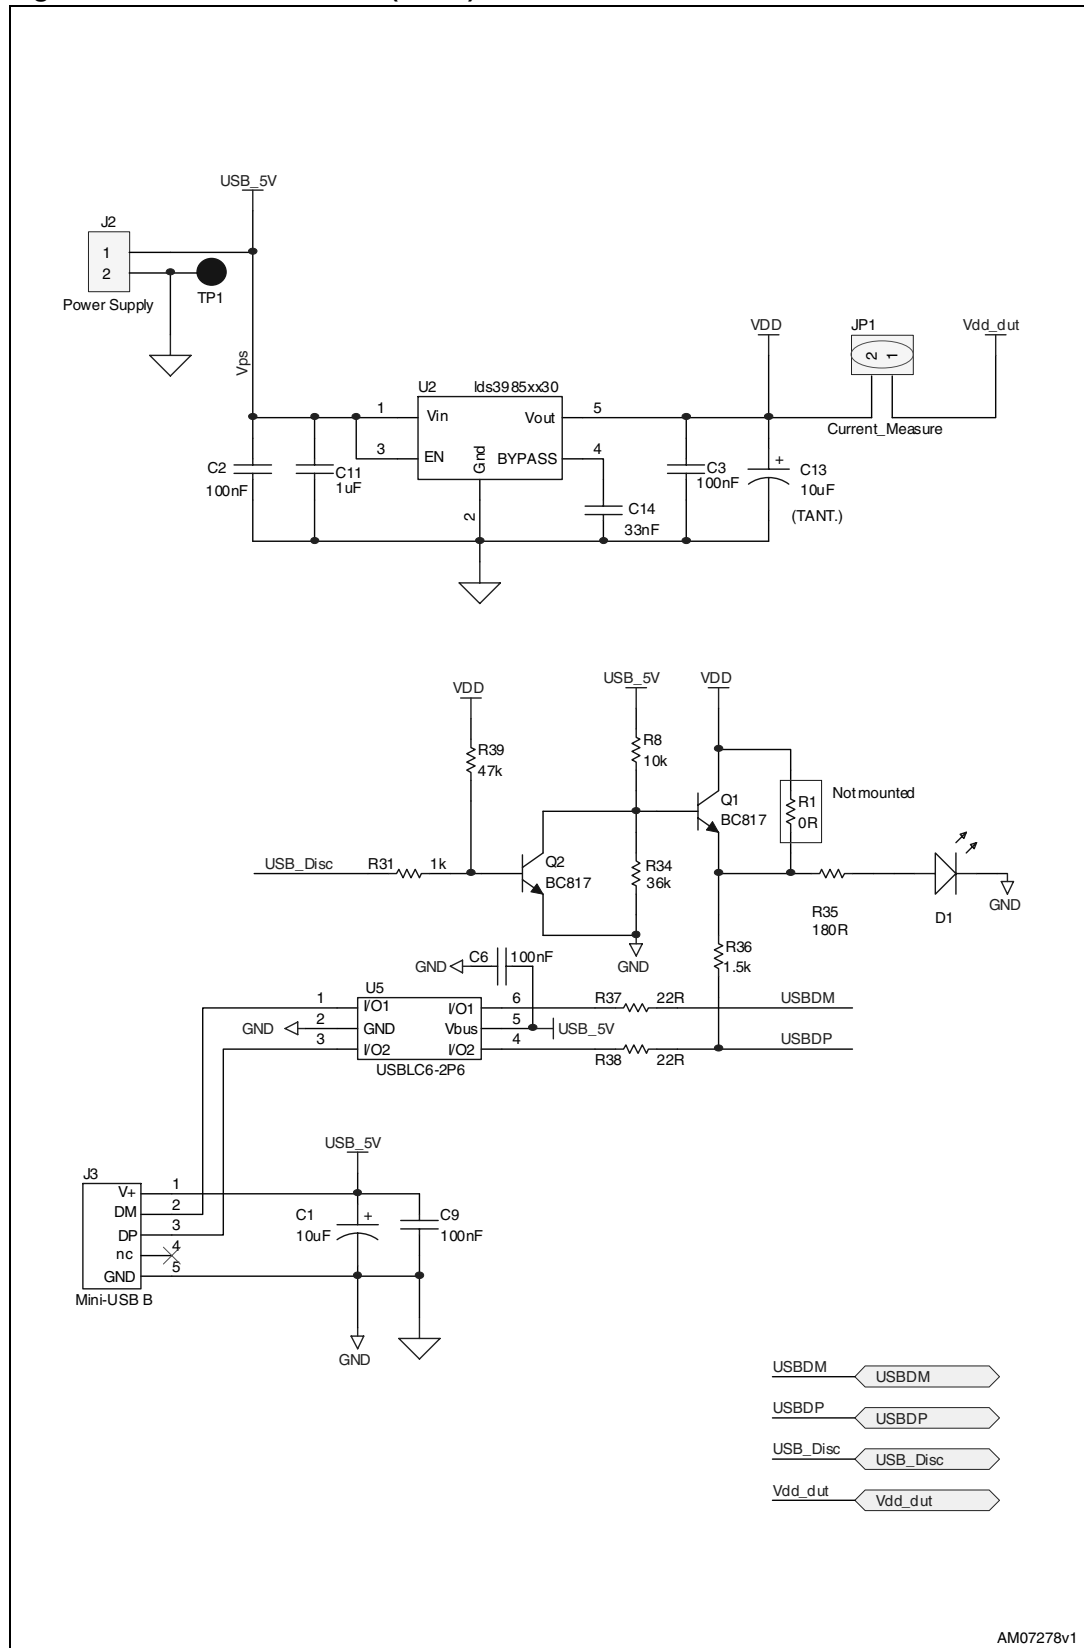 USB_5V
J2
1
2
Power Supply
TP1
Vps
VDD
JP1
2 1
Vdd_dut
Current_Measure
U2
lds3985xx30
1
Vin
Vout
5
3
EN
Gnd
BYPASS
4
2
C2
100nF
C11
1uF
C14
33nF
C3
100nF
+
C13
10uF
(TANT.)
VDD
USB_5V
VDD
R39
47k
R8
10k
Q1
BC817
R1
0R
Not mounted
USB_Disc
R31
1k
Q2
BC817
R34
36k
R35
180R
D1
GND
GND
R36
1.5k
C6
100nF
GND
U5
1
I/O1
I/O1
6
R37
22R
USBDM
GND
2
GND
Vbus
5
USB_5V
3
I/O2
I/O2
4
R38
22R
USBDP
USBLC6-2P6
USB_5V
J3
V+
1
DM
2
DP
3
nc
4
GND
5
Mini-USB B
C1
10uF
+
C9
100nF
GND
USBDM
USBDM
USBDP
USBDP
USB_Disc
USB_Disc
Vdd_dut
Vdd_dut
AM07278v1